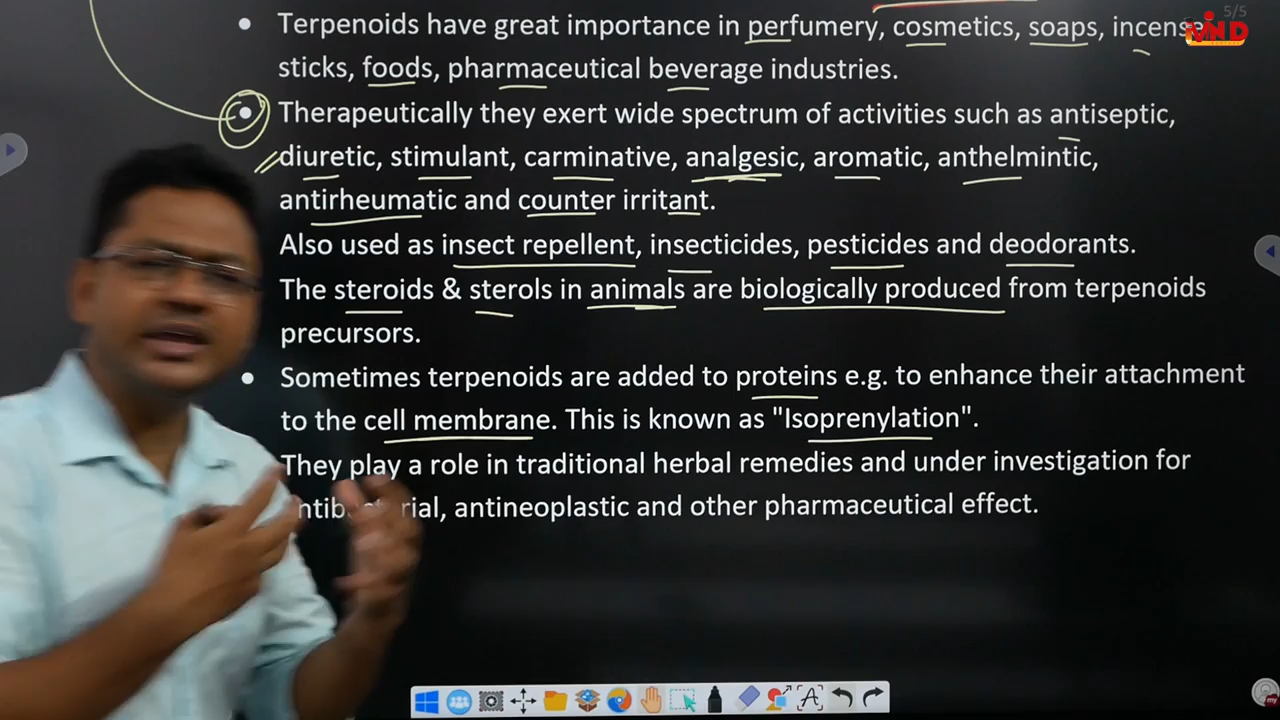 5/5
Terpenoids have great importance in perfumery, cosmetics, soaps, incense
sticks, foods, pharmaceutical beverage industries.
Therapeutically they exert wide spectrum of activities such as antiseptic,
diuretic, stimulant, carminative, analgesic, aromatic, anthelmintic,
antirheumatic and counter irritant.
Also used as insect repellent, insecticides, pesticides and deodorants.
The steroids & sterols in animals are biologically produced from terpenoids
precursors.
Sometimes terpenoids are added to proteins e.g. to enhance their attachment
to the cell membrane. This is known as "Isoprenylation".
They play a role in traditional herbal remedies and under investigation for
antineoplastic and other pharmaceutical effect.